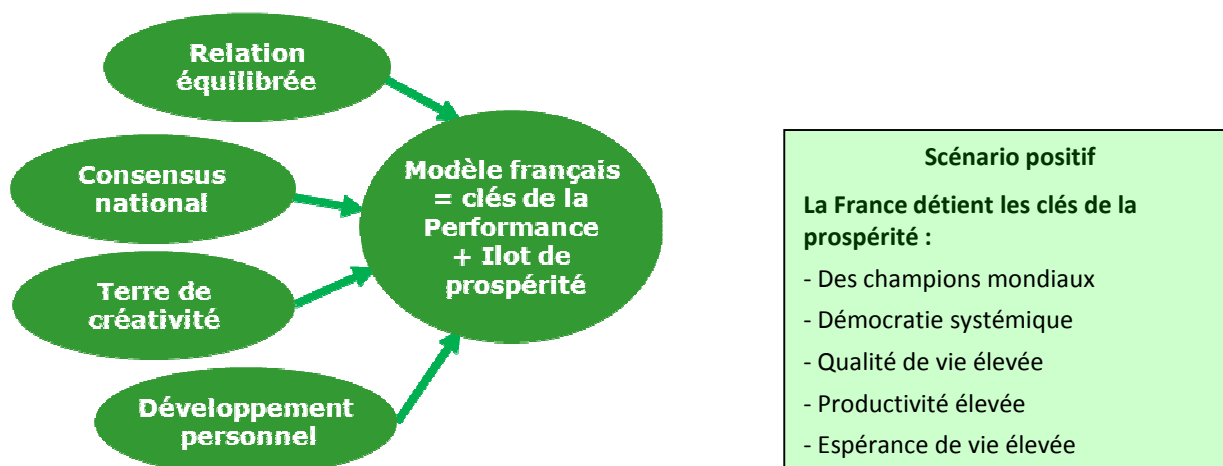 Relation
équilibrée
Consensus
national
Terre de
créativité
Développement
personnel
Modèle français
= clés de la
Performance
+ Ilot de
prospérité
Scénario positif
La France détient les clés de la
prospérité :
- Des champions mondiaux
- Démocratie systémique
- Qualité de vie élevée
- Productivité élevée
- Espérance de vie élevée